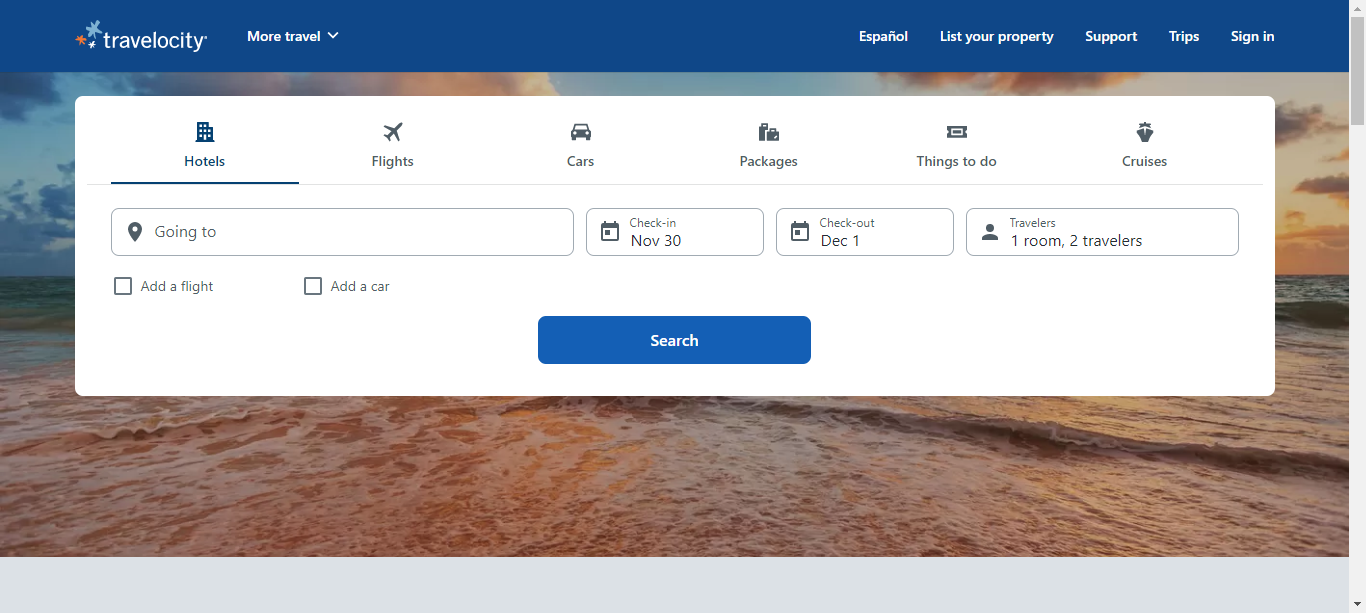 travelocity
More travel
Español
List your property
Support
Trips
Sign in
Hotels
Flights
Cars
Packages
Things to do
Cruises
Going to
Check-in
Nov 30
Check-out
Dec 1
Travelers
1 room, 2 travelers
Add a flight
Add a car
Search